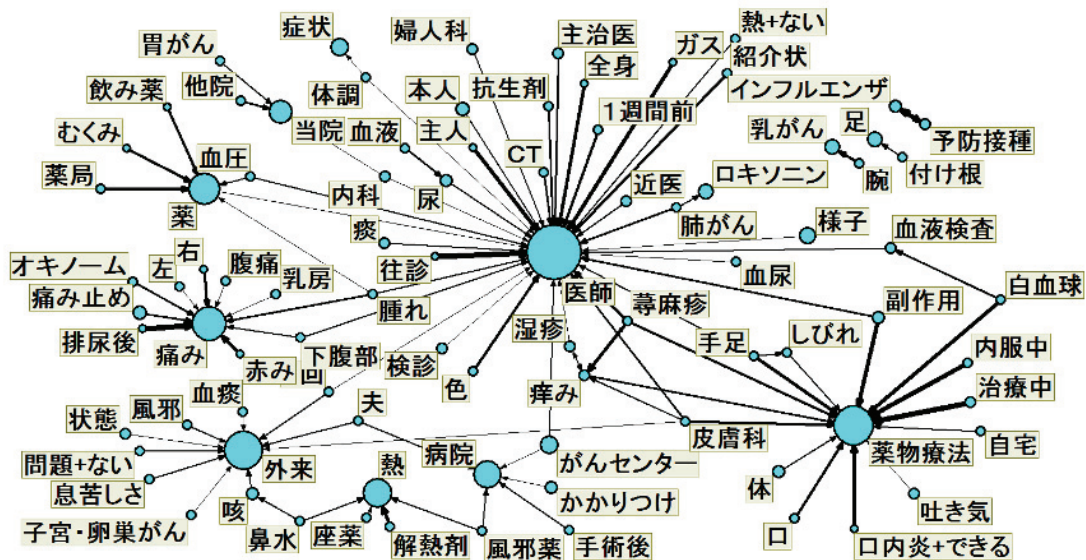 胃がん
症状
婦人科
主治医
ガス
熱+ない
飲み薬
他院
体調
本人
抗生剤
全身
紹介状
インフルエンザ
むくみ
当院
血液
主人
1週間前
乳がん
足
予防接種
薬局
血圧
CT
近医
ロキソニン
腕
付け根
薬
内科
尿
肺がん
様子
血液検査
オキノーム
右
左
腹痛
痰
往診
血尿
白血球
痛み止め
乳房
腫れ
医師
蕁麻疹
副作用
排尿後
痛み
赤み
下腹部
回
検診
色
湿疹
手足
しびれ
内服中
血痰
痒み
治療中
状態
風邪
夫
皮膚科
薬物療法
自宅
問題+ない
外来
病院
がんセンター
息苦しさ
熱
体
吐き気
子宮・卵巣がん
咳
かかりつけ
鼻水
座薬
解熱剤
風邪薬
手術後
口
口内炎+できる